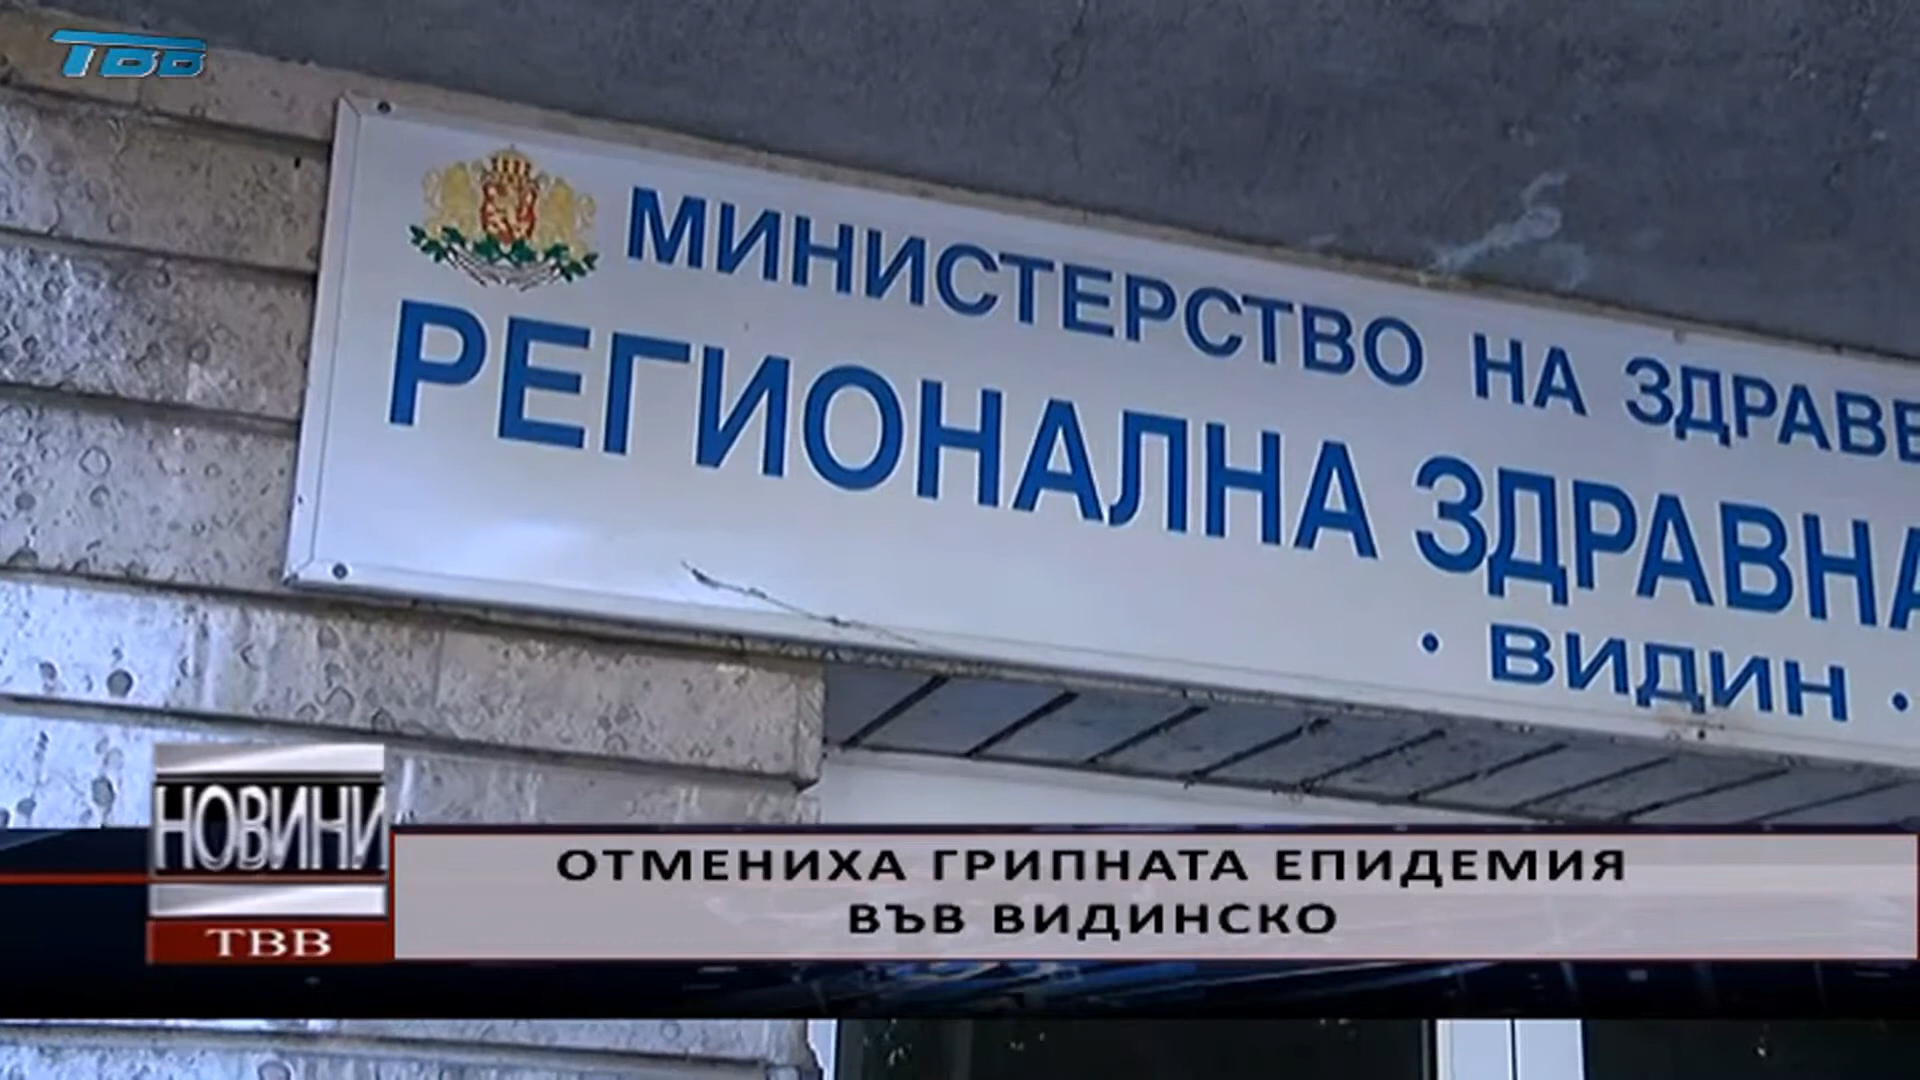 ТВВ
МИНИСТЕРСТВО НА ЗДРАВЕ
РЕГИОНАЛНА ЗДРАВНА
• ВИДИН •
НОВИНИ
ТВВ
ОТМЕНИХА ГРИПНАТА ЕПИДЕМИЯ
ВЪВ ВИДИНСКО